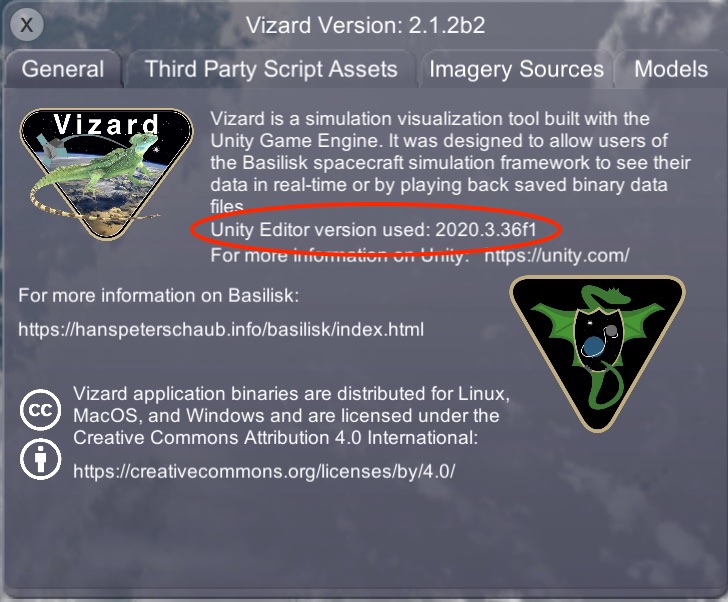 X
Vizard Version: 2.1.2b2
General
Third Party Script Assets
Imagery Sources
Models
Vizard
Vizard is a simulation visualization tool built with the
Unity Game Engine. It was designed to allow users of
the Basilisk spacecraft simulation framework to see their
data in real-time or by playing back saved binary data
files.
Unity Editor version used: 2020.3.36f1
For more information on Unity: https://unity.com/
For more information on Basilisk:
https://hanspeterschaub.info/basilisk/index.html
cc
Vizard application binaries are distributed for Linux,
MacOS, and Windows and are licensed under the
Creative Commons Attribution 4.0 International:
https://creativecommons.org/licenses/by/4.0/